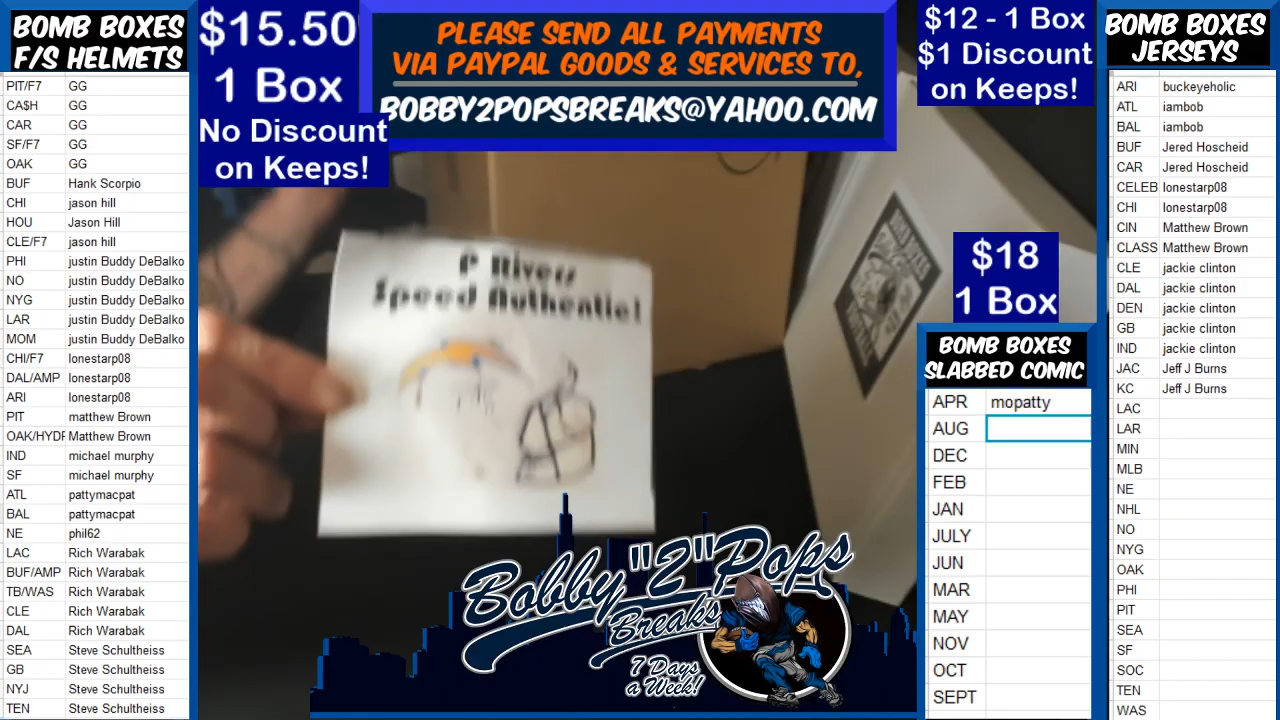 BOMB BOXES
F/S HELMETS
PIT/F7 GG
CA$H GG
CAR GG
SF/F7 GG
OAK GG
BUF Hank Scorpio
CHI jason hill
HOU Jason Hill
CLE/F7 jason hill
PHI justin Buddy DeBalko
NO justin Buddy DeBalko
NYG justin Buddy DeBalko
LAR justin Buddy DeBalko
MOM justin Buddy DeBalko
CHI/F7 lonestarp08
DAL/AMP lonestarp08
ARI lonestarp08
PIT matthew Brown
OAK/HYDR Matthew Brown
IND michael murphy
SF michael murphy
ATL pattymacpat
BAL pattymacpat
NE phil62
LAC Rich Warabak
BUF/AMP Rich Warabak
TB/WAS Rich Warabak
CLE Rich Warabak
DAL Rich Warabak
SEA Steve Schultheiss
GB Steve Schultheiss
NYJ Steve Schultheiss
TEN Steve Schultheiss
$15.50
1 Box
No Discount
on Keeps!
PLEASE SEND ALL PAYMENTS
VIA PAYPAL GOODS & SERVICES TO,
BOBBY2POPSBREAKS@YAHOO.COM
P Rivers
Speed Authentic!
Bobby "2" Pops
Breaks
7 Days
a Week!
$12 - 1 Box
$1 Discount
on Keeps!
$18
1 Box
BOMB BOXES
SLABBED COMIC
APR mopatty
AUG
DEC
FEB
JAN
JULY
JUN
MAR
MAY
NOV
OCT
SEPT
BOMB BOXES
JERSEYS
ARI buckeyeholic
ATL iambob
BAL iambob
BUF Jered Hoscheid
CAR Jered Hoscheid
CELEB lonestarp08
CHI lonestarp08
CIN Matthew Brown
CLASS Matthew Brown
CLE jackie clinton
DAL jackie clinton
DEN jackie clinton
GB jackie clinton
IND jackie clinton
JAC Jeff J Burns
KC Jeff J Burns
LAC
LAR
MIN
MLB
NE
NHL
NO
NYG
OAK
PHI
PIT
SEA
SF
SOC
TEN
WAS